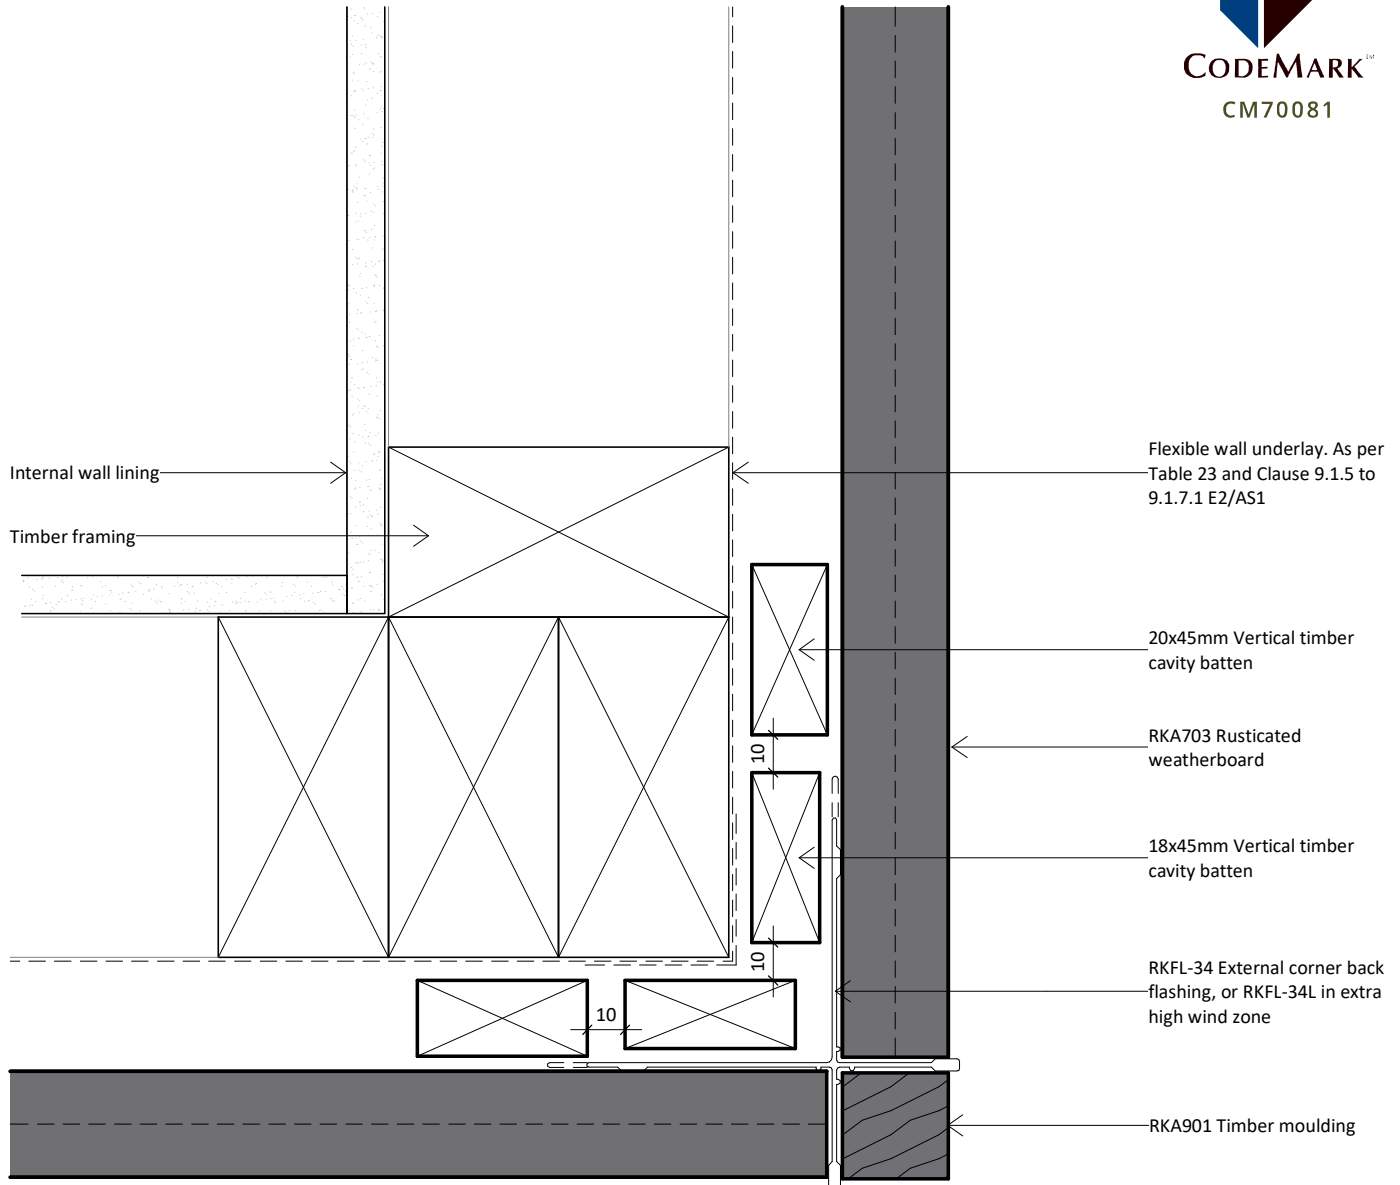 CODEMARK™
CM70081
Internal wall lining
Timber framing
Flexible wall underlay. As per
Table 23 and Clause 9.1.5 to
9.1.7.1 E2/AS1
20x45mm Vertical timber
cavity batten
10
RKA703 Rusticated
weatherboard
18x45mm Vertical timber
cavity batten
10
10
RKFL-34 External corner back
flashing, or RKFL-34L in extra
high wind zone
RKA901 Timber moulding